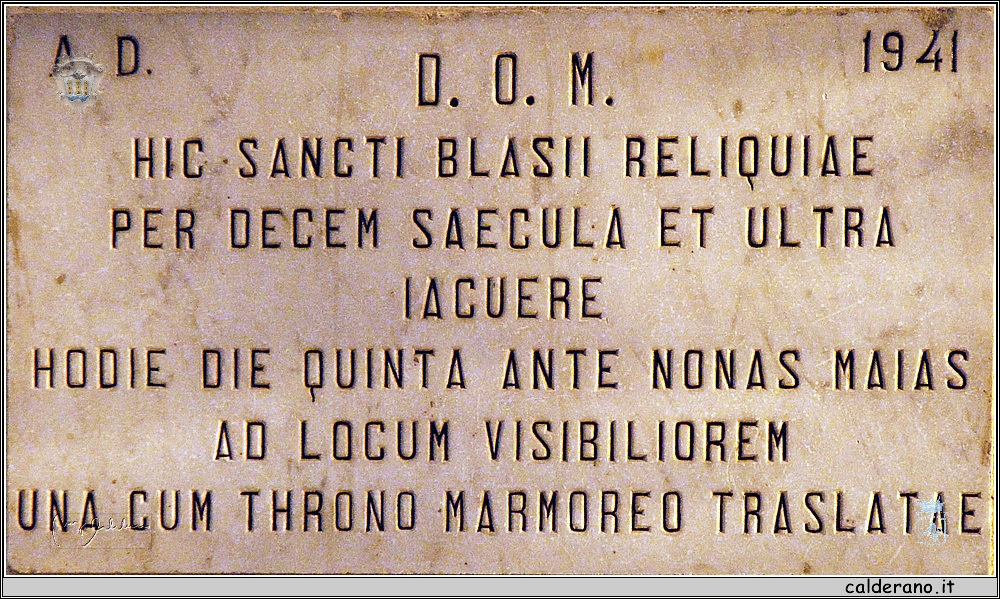 A. D. 1941
D. O. M.
HIC SANCTI BLASII RELIQUIAE
PER DECEM SAECULA ET ULTRA
IACUERE
HODIE DIE QUINTA ANTE NONAS MAIAS
AD LOCUM VISIBILIOREM
UNA CUM THRONO MARMOREO TRASLATAE
calderano.it